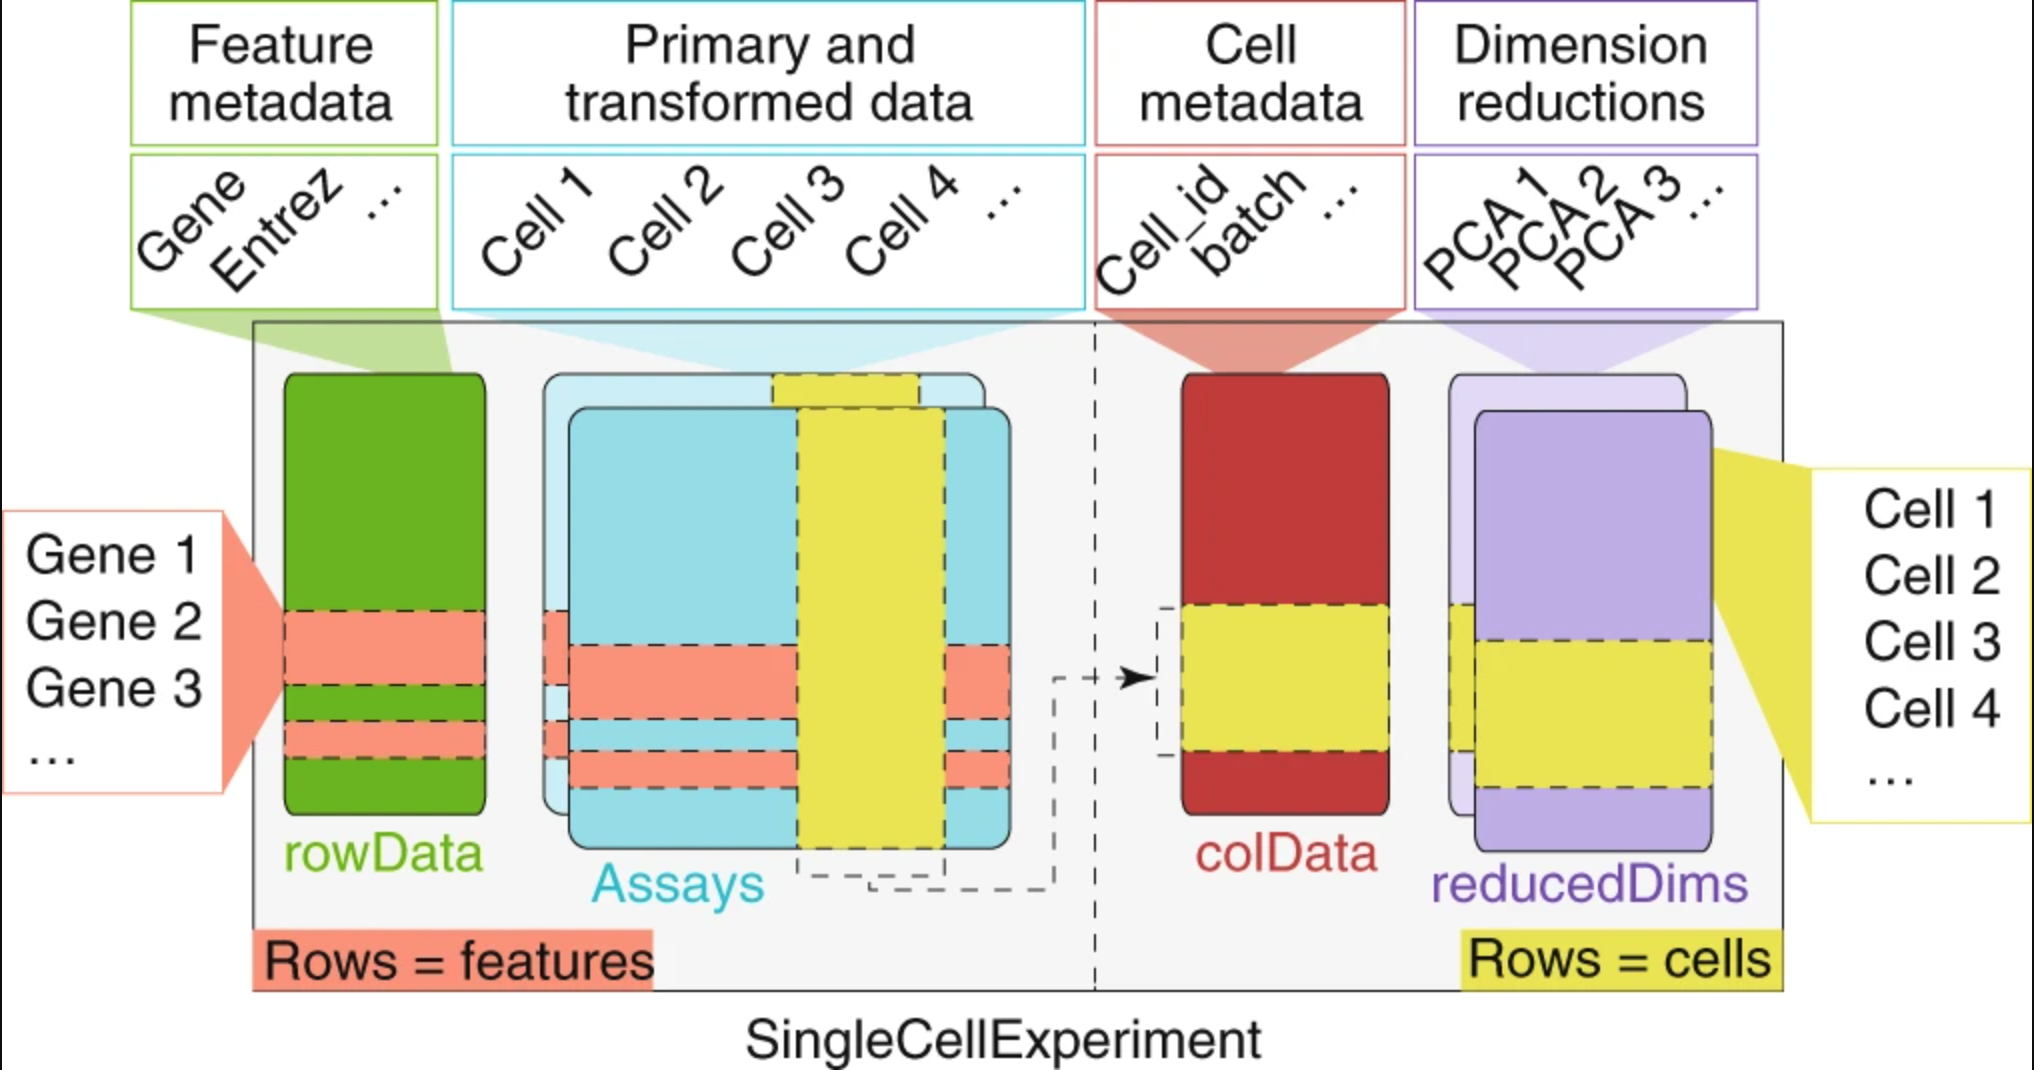 Feature
metadata
Primary and
transformed data
Cell
metadata
Dimension
reductions
Gene
Entrez
...
Cell 1
Cell 2
Cell 3
Cell 4
...
Cell_id
batch
...
PCA 1
PCA 2
PCA 3
...
Gene 1
Gene 2
Gene 3
...
Cell 1
Cell 2
Cell 3
Cell 4
...
rowData
Assays
colData
reducedDims
Rows = features
Rows = cells
SingleCellExperiment